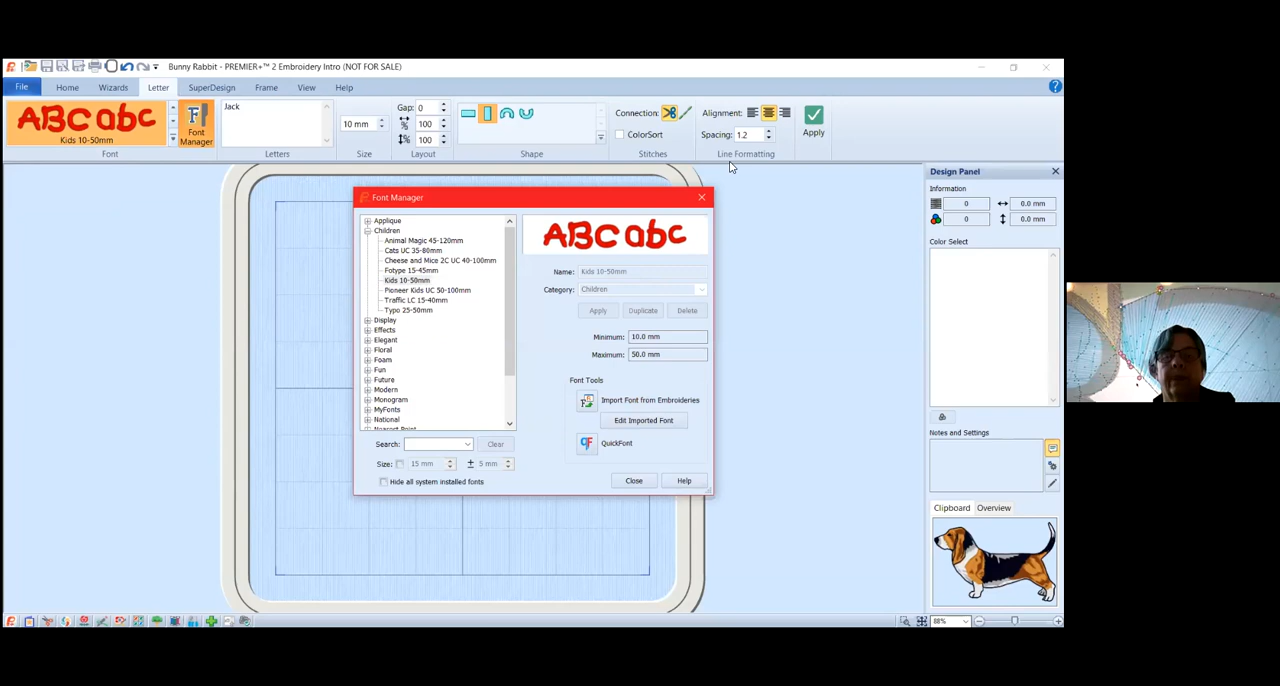 Bunny Rabbit - PREMIER+™ 2 Embroidery Intro (NOT FOR SALE)
File Home Wizards Letter SuperDesign Frame View Help
ABC abc
Kids 10-50mm
Font
Font Manager
Jack
Letters
10 mm
Size
Gap: 0
% 100
% 100
Layout
Shape
Connection:
ColorSort
Stitches
Alignment:
Spacing: 1.2
Line Formatting
Apply
Font Manager
Applique
Children
Animal Magic 45-120mm
Cats UC 35-80mm
Cheese and Mice 2C UC 40-100mm
Fotype 15-45mm
Kids 10-50mm
Pioneer Kids UC 50-100mm
Traffic LC 15-40mm
Typo 25-50mm
Display
Effects
Elegant
Floral
Foam
Fun
Future
Modern
Monogram
MyFonts
National
Nearest Point
Search: Clear
Size: 15 mm ± 5 mm
Hide all system installed fonts
ABC abc
Name: Kids 10-50mm
Category: Children
Apply Duplicate Delete
Minimum: 10.0 mm
Maximum: 50.0 mm
Font Tools
Import Font from Embroideries
Edit Imported Font
QF QuickFont
Close Help
Design Panel
Information
0 0.0 mm
0 0.0 mm
Color Select
Notes and Settings
Clipboard Overview
88%